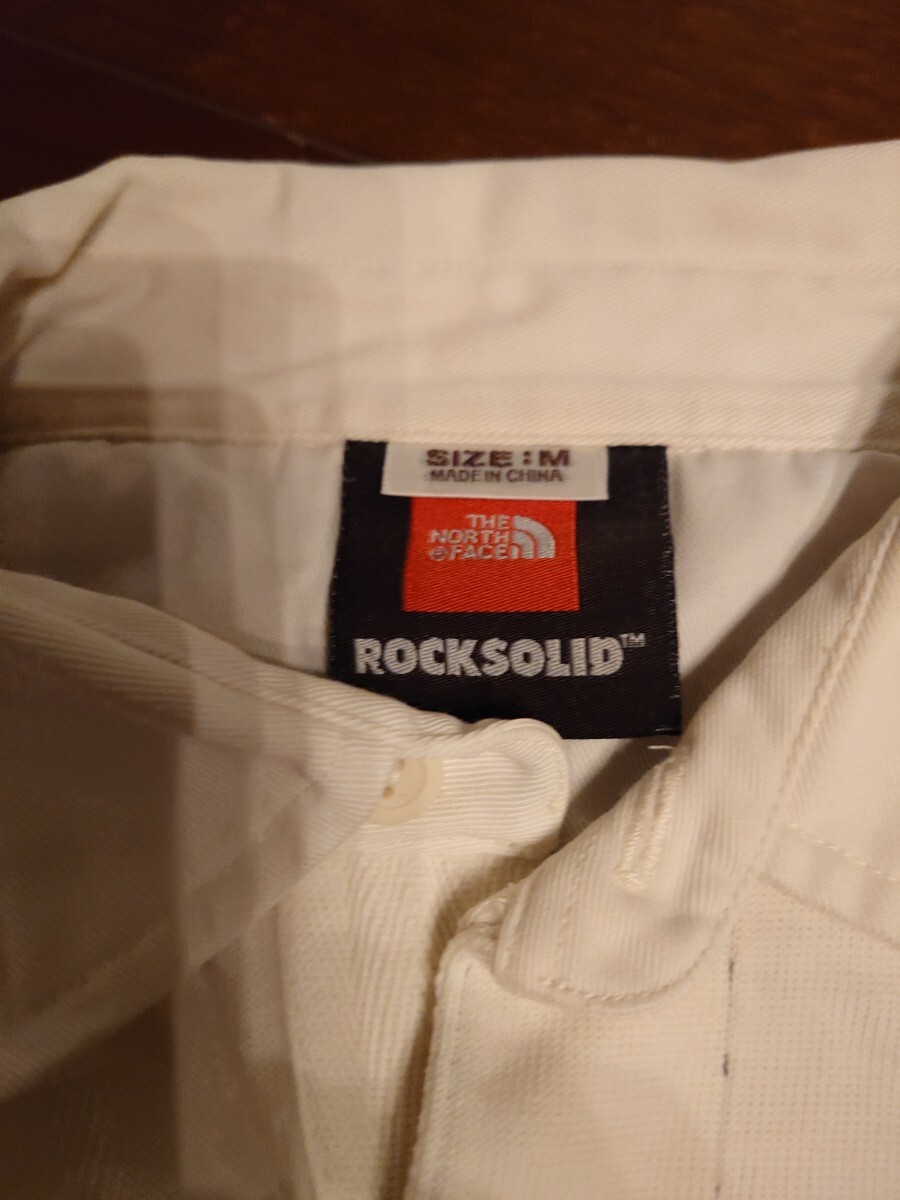 SIZE : M
MADE IN CHINA
THE
NORTH
FACE
ROCKSOLID™